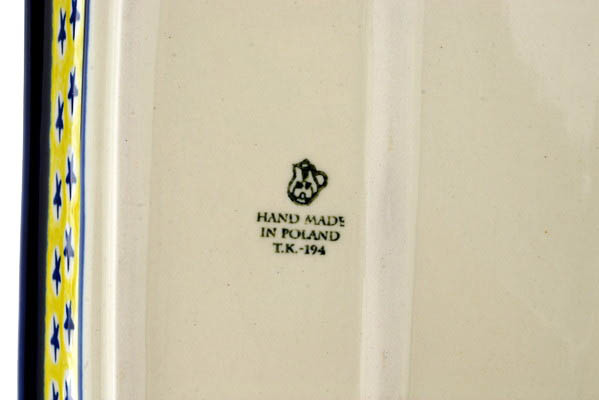 HAND MADE
IN POLAND
T.K.-194